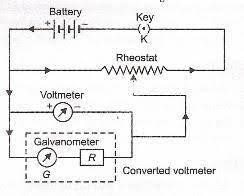 Battery
+ −
Key
K
Rheostat
Voltmeter
+ −
Galvanometer
G
R
Converted voltmeter